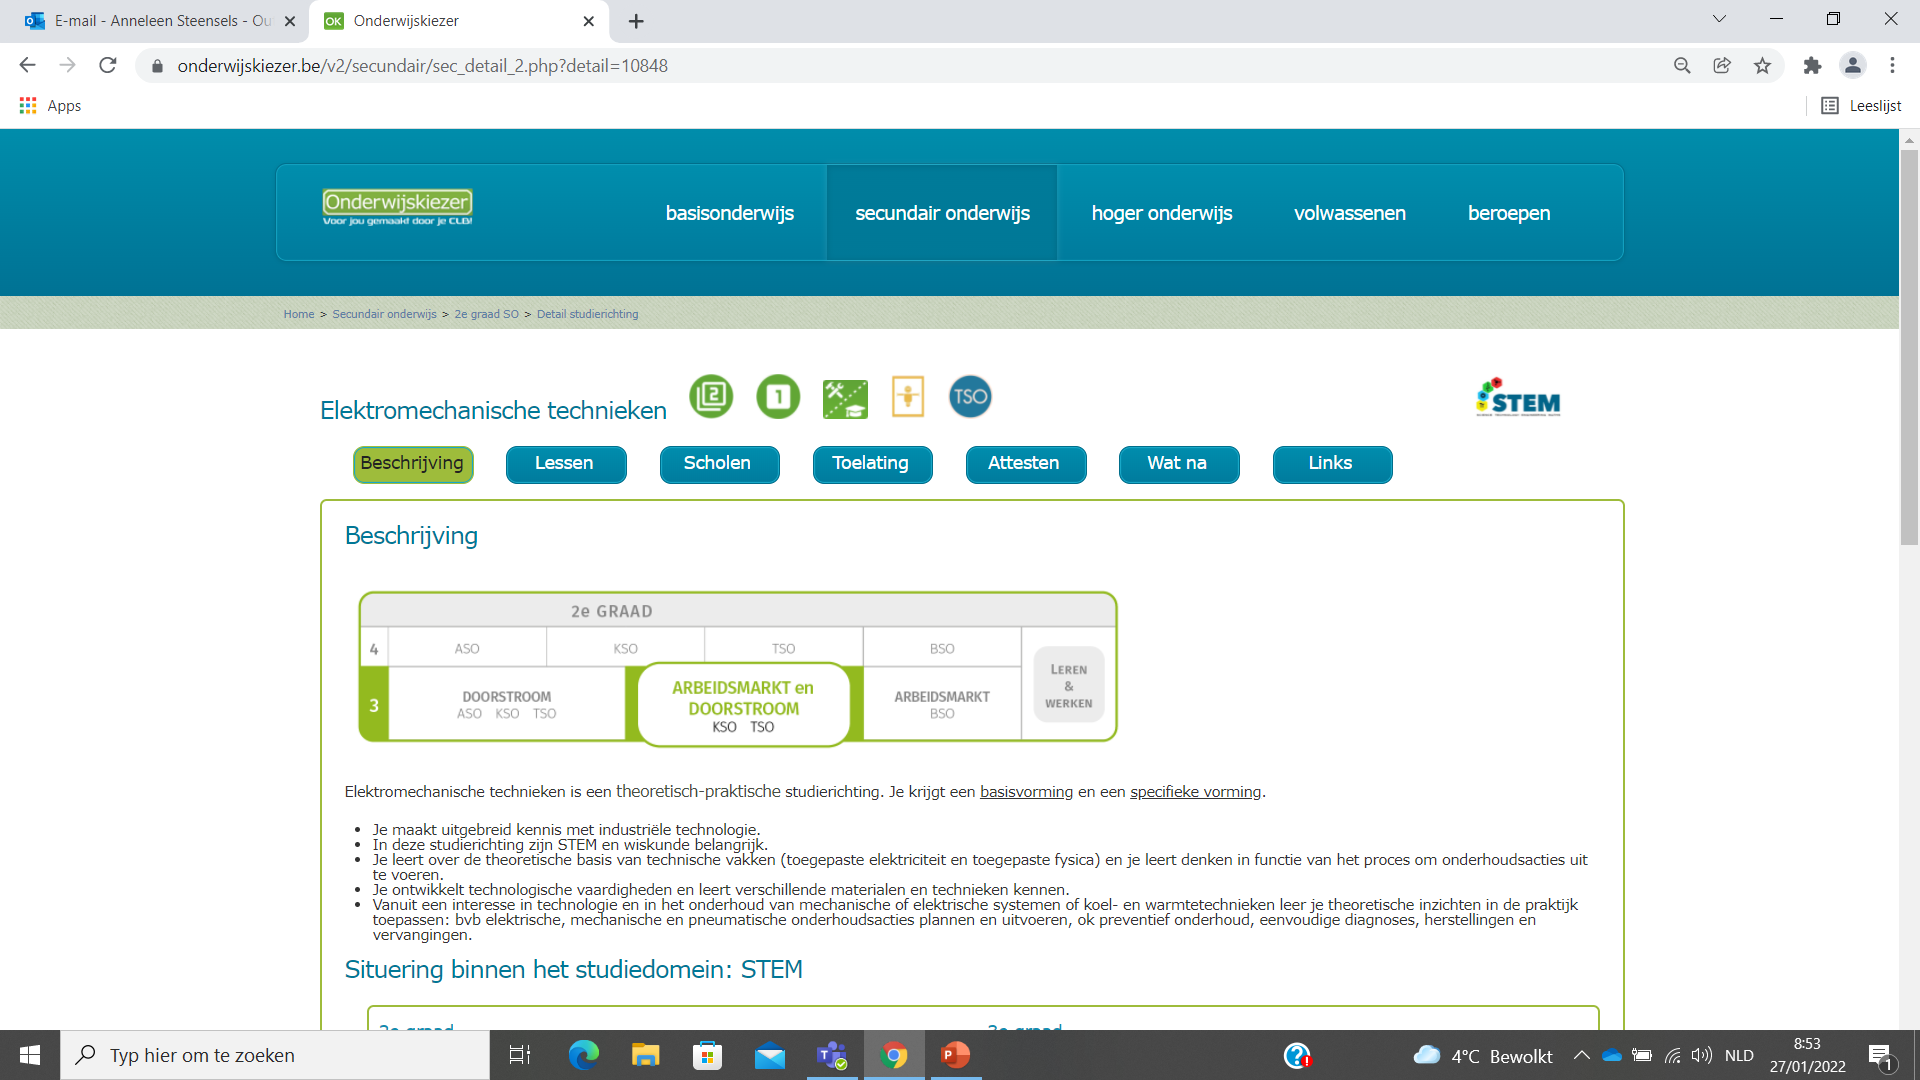 E-mail - Anneleen Steensels - Ou
OK Onderwijskiezer
onderwijskiezer.be/v2/secundair/sec_detail_2.php?detail=10848
Apps
Leeslijst
Onderwijskiezer
Voor jou gemaakt door je CLB!
basisonderwijs
secundair onderwijs
hoger onderwijs
volwassenen
beroepen
Home > Secundair onderwijs > 2e graad SO > Detail studierichting
Elektromechanische technieken
2
1
TSO
STEM
Beschrijving
Lessen
Scholen
Toelating
Attesten
Wat na
Links
Beschrijving
2e GRAAD
4 ASO KSO TSO BSO
3 DOORSTROOM
ASO KSO TSO
ARBEIDSMARKT en
DOORSTROOM
KSO TSO
ARBEIDSMARKT
BSO
LEREN
&
WERKEN
Elektromechanische technieken is een theoretisch-praktische studierichting. Je krijgt een basisvorming en een specifieke vorming.
• Je maakt uitgebreid kennis met industriële technologie.
• In deze studierichting zijn STEM en wiskunde belangrijk.
• Je leert over de theoretische basis van technische vakken (toegepaste elektriciteit en toegepaste fysica) en je leert denken in functie van het proces om onderhoudsacties uit
te voeren.
• Je ontwikkelt technologische vaardigheden en leert verschillende materialen en technieken kennen.
• Vanuit een interesse in technologie en in het onderhoud van mechanische of elektrische systemen of koel- en warmtetechnieken leer je theoretische inzichten in de praktijk
toepassen: bvb elektrische, mechanische en pneumatische onderhoudsacties plannen en uitvoeren, ok preventief onderhoud, eenvoudige diagnoses, herstellingen en
vervangingen.
Situering binnen het studiedomein: STEM
Typ hier om te zoeken
4°C Bewolkt
NLD
8:53
27/01/2022
1